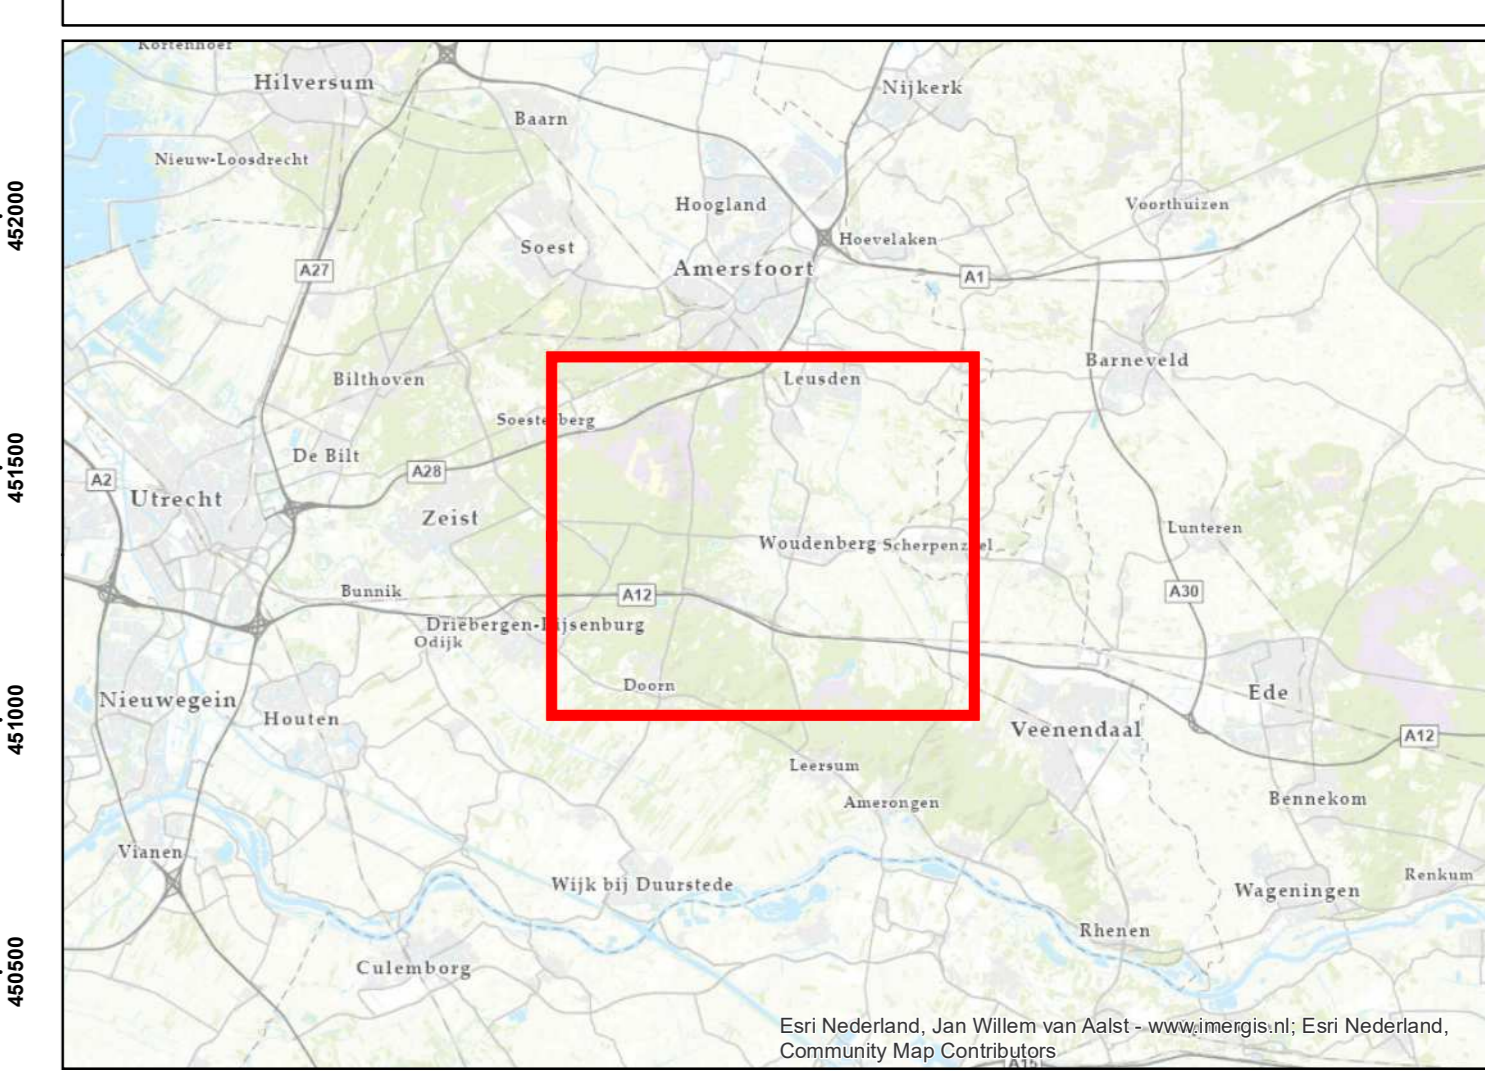 Kortenhoef
Hilversum
Nijkerk
Baarn
Nieuw-Loosdrecht
452000
Hoogland
Voorthuizen
Soest
Hoevelaken
Amersfoort
A27
A1
Barneveld
Bilthoven
Leusden
Soesterberg
De Bilt
451500
A28
A2
Utrecht
Zeist
Lunteren
Woudenberg
Scherpenzeel
Bunnik
A12
A30
Driebergen-Rijsenburg
Odijk
Doorn
Ede
Nieuwegein
451000
Houten
Veenendaal
A12
Leersum
Amerongen
Bennekom
Vianen
Renkum
Wijk bij Duurstede
Wageningen
Rhenen
450500
Culemborg
Esri Nederland, Jan Willem van Aalst - www.imergis.nl; Esri Nederland,
Community Map Contributors
A15